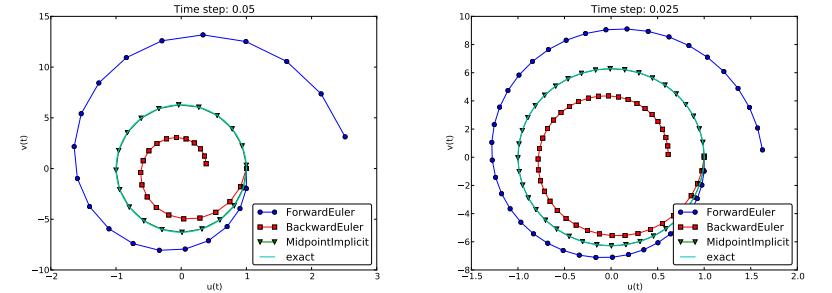 Time step: 0.05
15
10
5
0
−5
−10
v(t)
−2
−1
0
1
2
3
u(t)
ForwardEuler
BackwardEuler
MidpointImplicit
exact
Time step: 0.025
10
8
6
4
2
0
−2
−4
−6
−8
v(t)
−1.5
−1.0
−0.5
0.0
0.5
1.0
1.5
2.0
u(t)
ForwardEuler
BackwardEuler
MidpointImplicit
exact